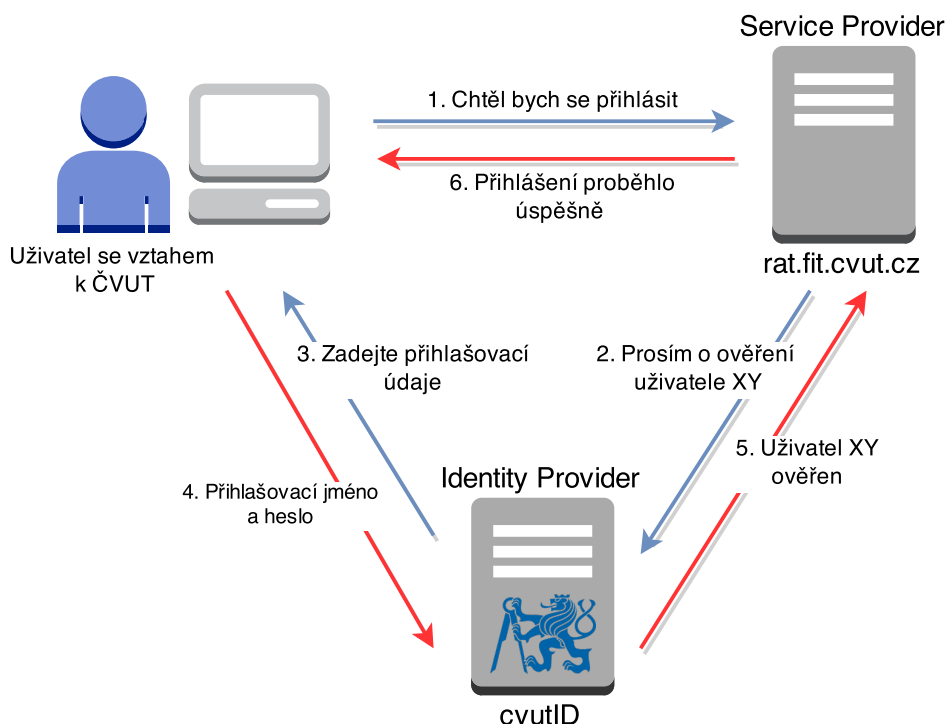 Service Provider
1. Chtěl bych se přihlásit
6. Přihlášení proběhlo
úspěšně
Uživatel se vztahem
k ČVUT
rat.fit.cvut.cz
3. Zadejte přihlašovací
údaje
2. Prosím o ověření
uživatele XY
5. Uživatel XY
ověřen
Identity Provider
4. Přihlašovací jméno
a heslo
cvutID